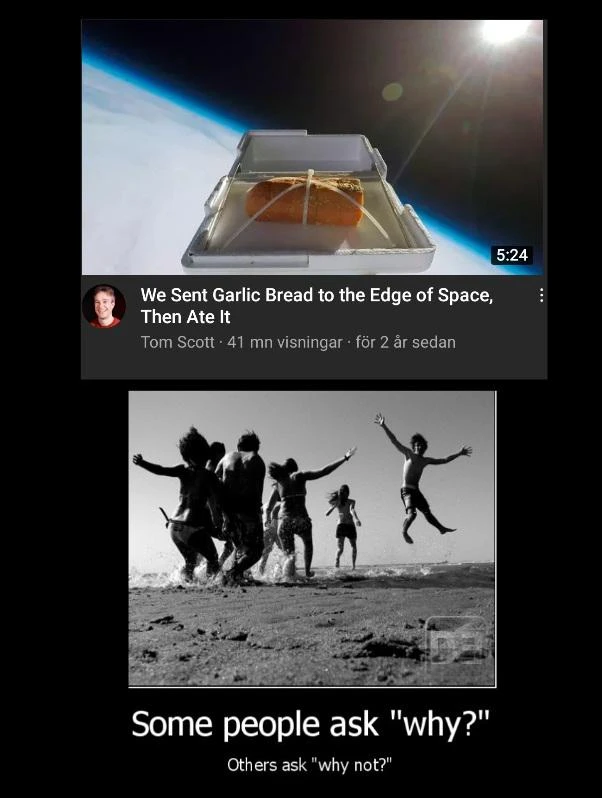 5:24
We Sent Garlic Bread to the Edge of Space,
Then Ate It
Tom Scott · 41 mn visningar · för 2 år sedan
DE
Some people ask "why?"
Others ask "why not?"